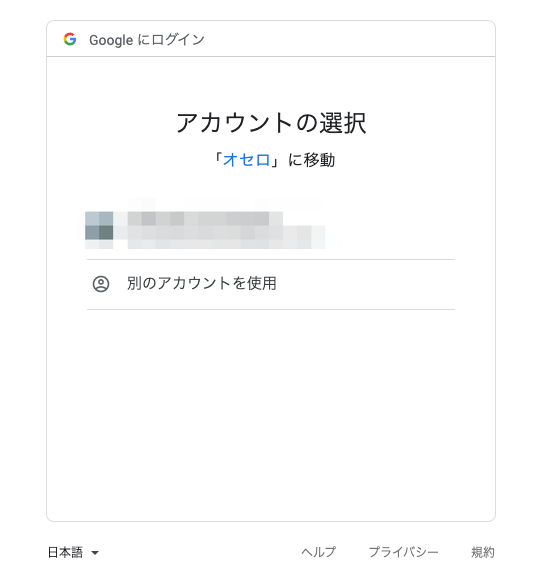 Google にログイン
アカウントの選択
「オセロ」に移動
別のアカウントを使用
日本語
ヘルプ プライバシー 規約